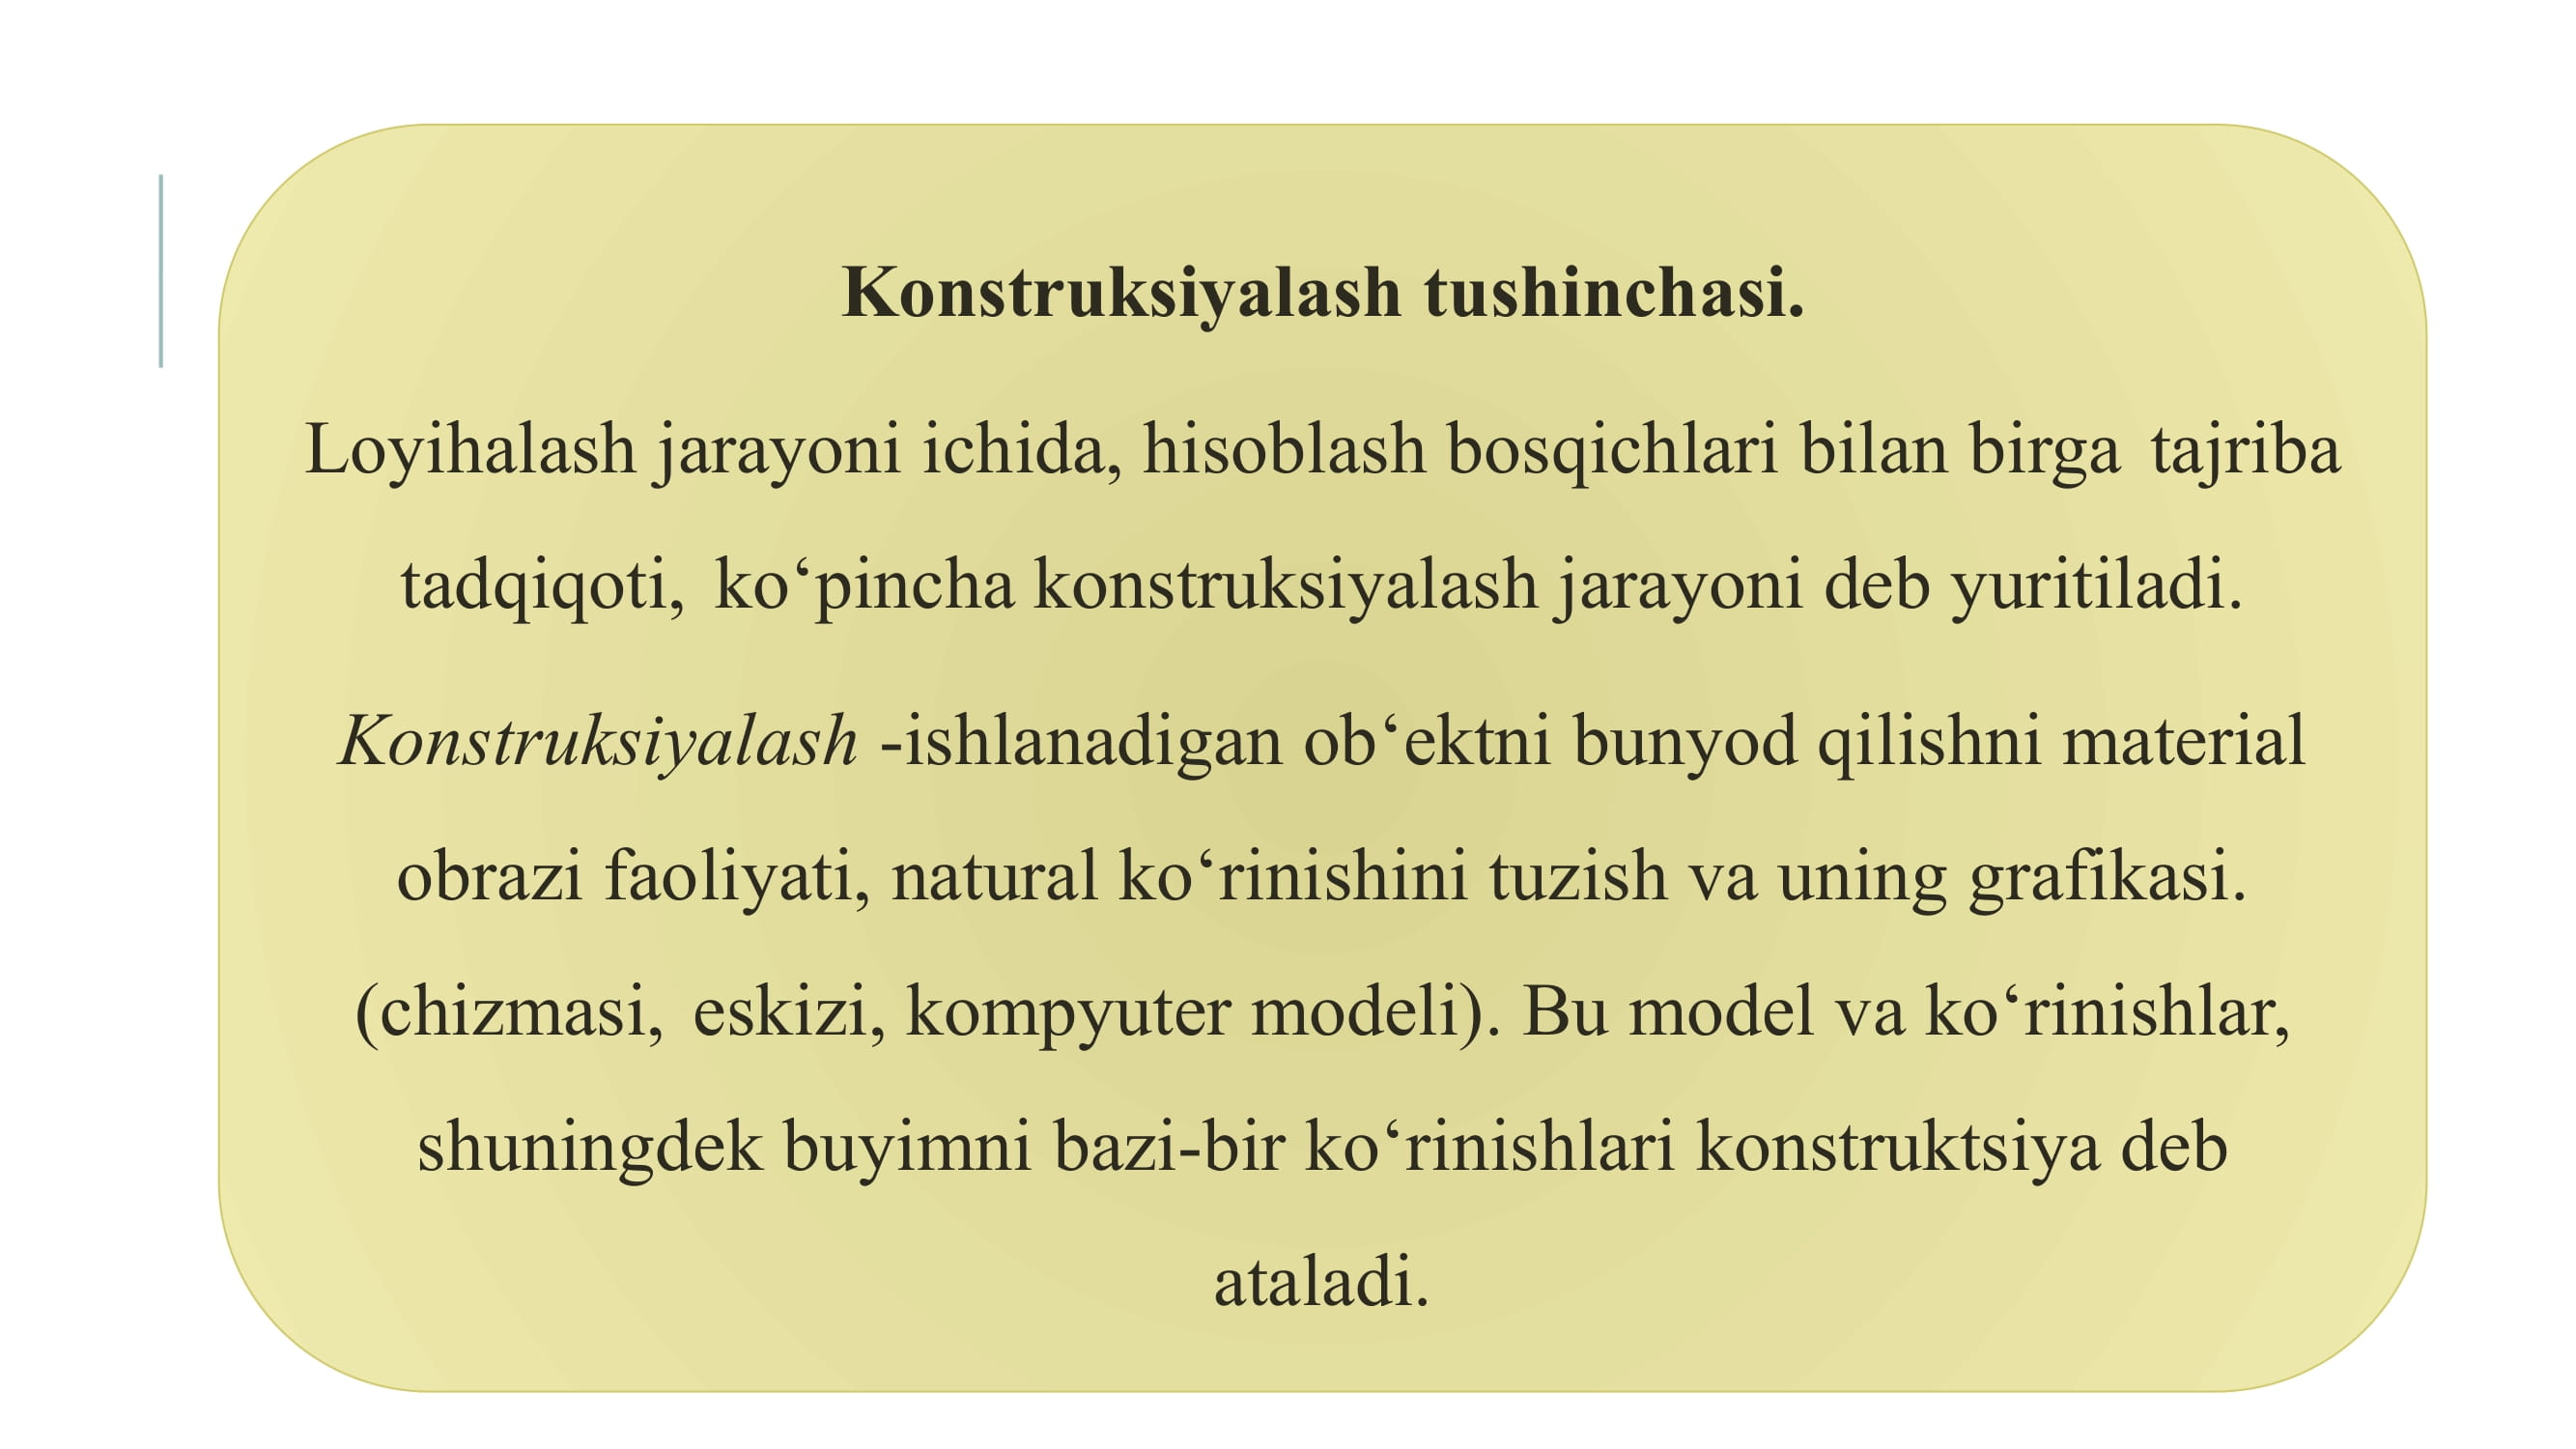 Konstruksiyalash tushinchasi.
Loyihalash jarayoni ichida, hisoblash bosqichlari bilan birga tajriba
tadqiqoti, ko‘pincha konstruksiyalash jarayoni deb yuritiladi.
Konstruksiyalash -ishlanadigan ob‘ektni bunyod qilishni material
obrazi faoliyati, natural ko‘rinishini tuzish va uning grafikasi.
(chizmasi, eskizi, kompyuter modeli). Bu model va ko‘rinishlar,
shuningdek buyimni bazi-bir ko‘rinishlari konstruktsiya deb
ataladi.